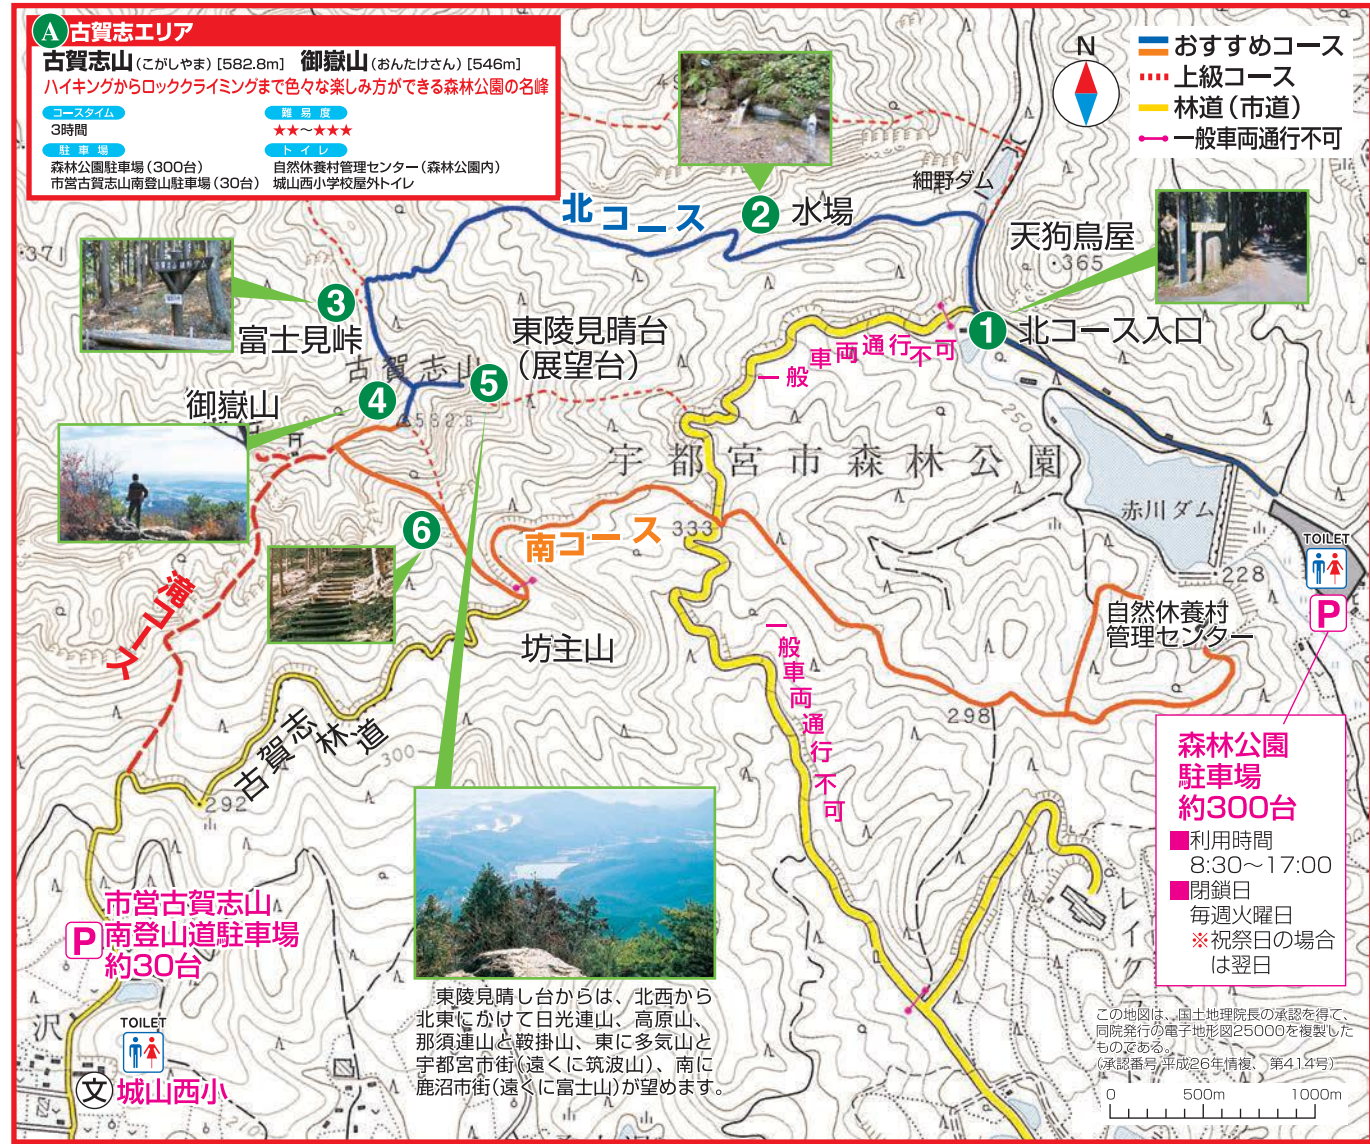 A 古賀志エリア
古賀志山(こがしやま)[582.8m] 御嶽山(おんたけさん)[546m]
ハイキングからロッククライミングまで色々な楽しみ方ができる森林公園の名峰
コースタイム
3時間
難易度
★★～★★★
駐車場
森林公園駐車場(300台)
市営古賀志山南登山駐車場(30台)
トイレ
自然休養村管理センター(森林公園内)
城山西小学校屋外トイレ
N
おすすめコース
上級コース
林道(市道)
一般車両通行不可
細野ダム
北コース
2 水場
天狗鳥屋
・365
・371
3
富士見峠
東陵見晴台
(展望台)
1 北コース入口
一般車両通行不可
古賀志山
5
4
御嶽山
582.8
250
宇都宮市森林公園
赤川ダム
6
南コース
333
TOILET
228
P
自然休養村
管理センター
滝コース
坊主山
一般車両通行不可
298
古賀志林道
300
292
森林公園
駐車場
約300台
■利用時間
8:30～17:00
■閉鎖日
毎週火曜日
※祝祭日の場合
は翌日
レイク
市営古賀志山
P 南登山道駐車場
約30台
沢
TOILET
文 城山西小
210
東陵見晴し台からは、北西から
北東にかけて日光連山、高原山、
那須連山と鞍掛山、東に多気山と
宇都宮市街(遠くに筑波山)、南に
鹿沼市街(遠くに富士山)が望めます。
この地図は、国土地理院長の承認を得て、
同院発行の電子地形図25000を複製した
ものである。
(承認番号 平成26年情複、 第414号)
0 500m 1000m